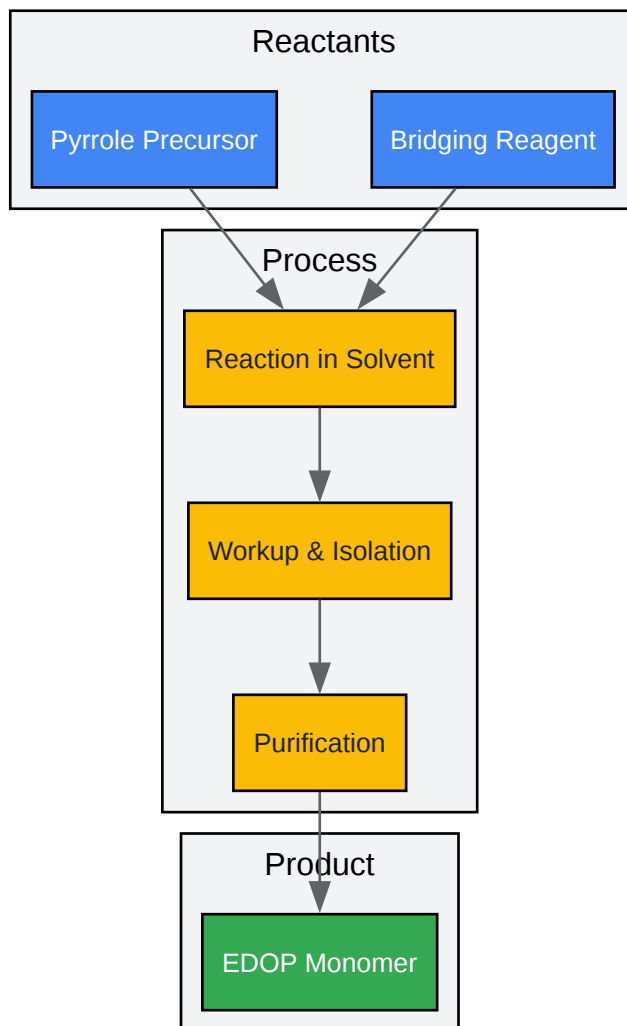 Reactants
Pyrrole Precursor
Bridging Reagent
Process
Reaction in Solvent
Workup & Isolation
Purification
Product
EDOP Monomer